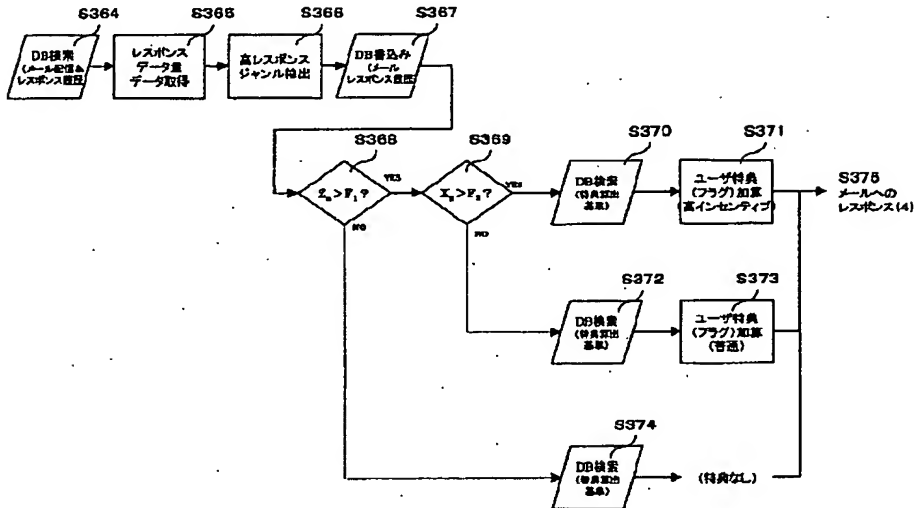 S364
S365
S366
S367
DB検索
(メール配信&
レスポンス履歴)
レスポンス
データ量
データ取得
高レスポンス
ジャンル抽出
DB書込み
(メール
レスポンス履歴)
S368
S369
S370
S371
YES
NO
YES
NO
DB検索
(特典算出
基準)
ユーザ特典
(フラグ)加算
(高インセンティブ)
S375
メールへの
レスポンス(4)
S372
S373
DB検索
(特典算出
基準)
ユーザ特典
(フラグ)加算
(普通)
S374
DB検索
(特典算出
基準)
(特典なし)